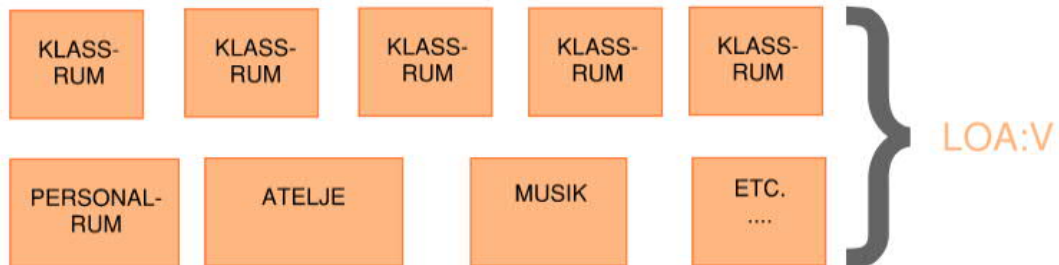 KLASS-
RUM
KLASS-
RUM
KLASS-
RUM
KLASS-
RUM
KLASS-
RUM
LOA:V
PERSONAL-
RUM
ATELJE
MUSIK
ETC.
....